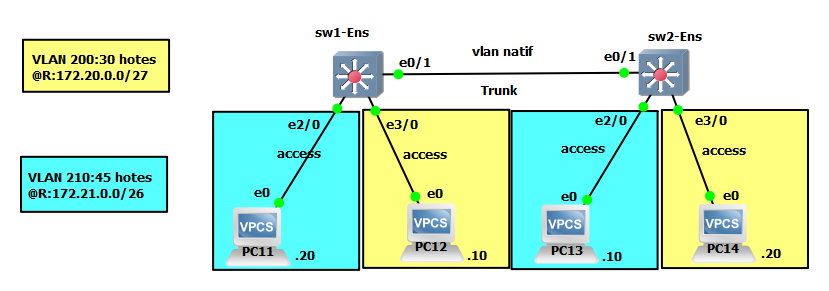 sw1-Ens
sw2-Ens
VLAN 200:30 hotes
@R:172.20.0.0/27
e0/1
vlan natif
e0/1
Trunk
e2/0
e3/0
e2/0
e3/0
access
access
access
access
VLAN 210:45 hotes
@R:172.21.0.0/26
e0
e0
e0
e0
VPCS
VPCS
VPCS
VPCS
PC11
.20
PC12
.10
PC13
.10
PC14
.20